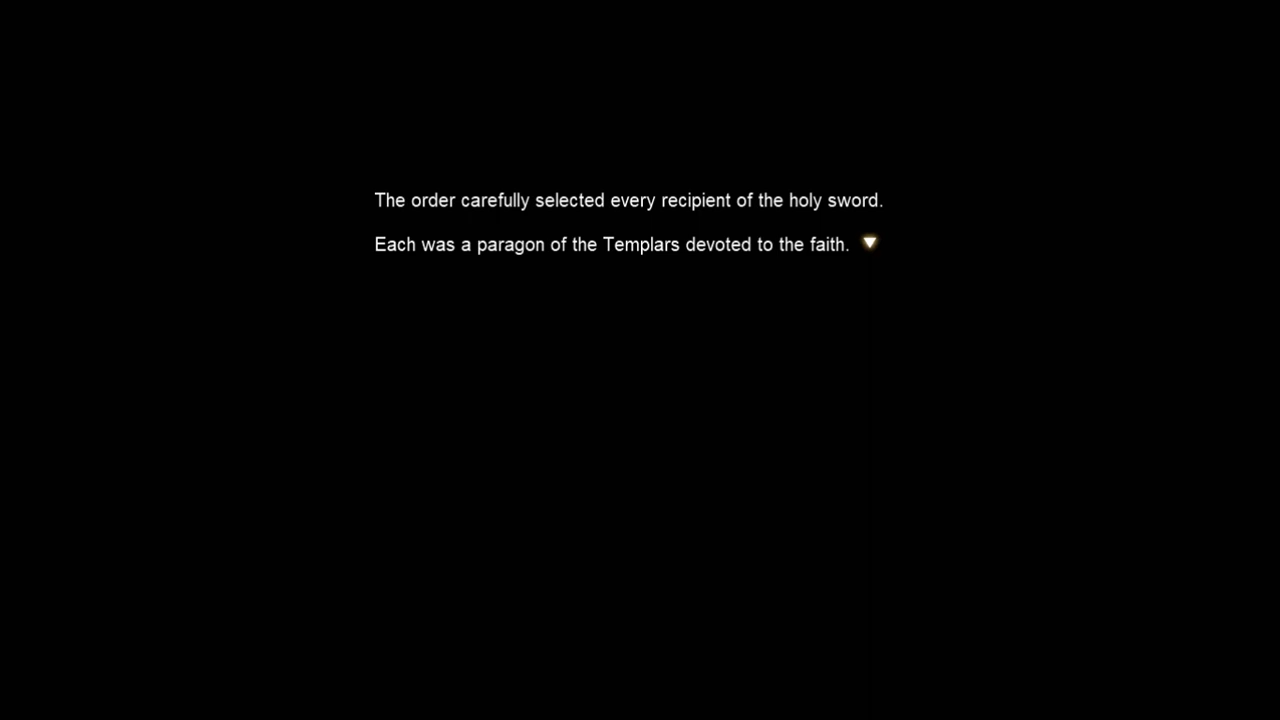 The order carefully selected every recipient of the holy sword.
Each was a paragon of the Templars devoted to the faith.